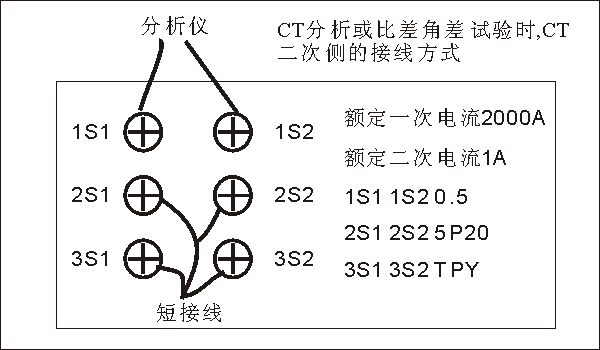 分析仪
CT分析或比差角差试验时,CT
二次侧的接线方式
1S1
1S2
额定一次电流2000A
额定二次电流1A
2S1
2S2
1S1 1S2 0.5
2S1 2S2 5P20
3S1
3S2
3S1 3S2 TPY
短接线